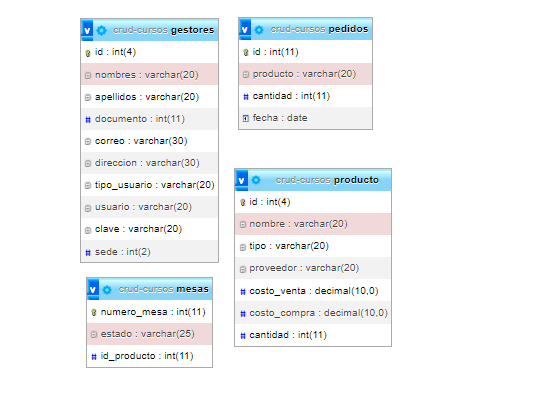 crud-cursos gestores
id : int(4)
nombres : varchar(20)
apellidos : varchar(20)
documento : int(11)
correo : varchar(30)
direccion : varchar(30)
tipo_usuario : varchar(20)
usuario : varchar(20)
clave : varchar(20)
sede : int(2)
crud-cursos pedidos
id : int(11)
producto : varchar(20)
cantidad : int(11)
fecha : date
crud-cursos producto
id : int(4)
nombre : varchar(20)
tipo : varchar(20)
proveedor : varchar(20)
costo_venta : decimal(10,0)
costo_compra : decimal(10,0)
cantidad : int(11)
crud-cursos mesas
numero_mesa : int(11)
estado : varchar(25)
id_producto : int(11)